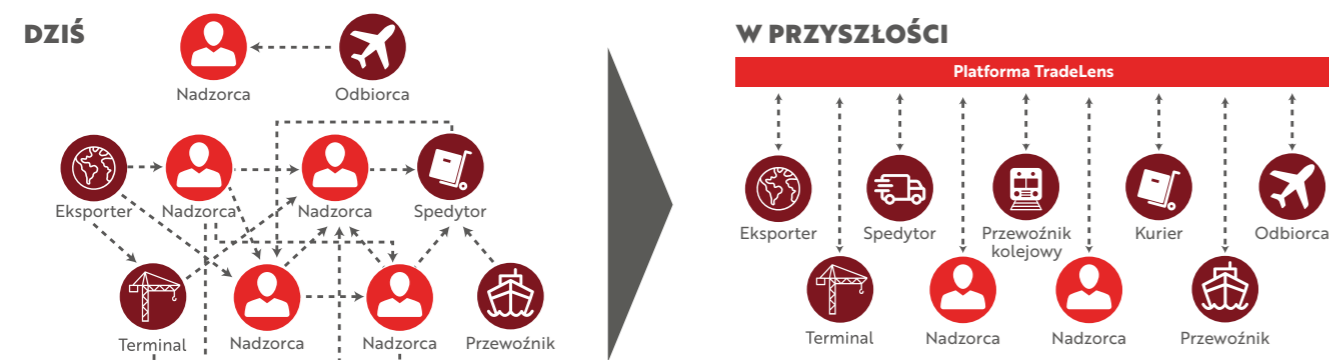 DZIŚ
Nadzorca
Odbiorca
Eksporter
Nadzorca
Nadzorca
Spedytor
Terminal
Nadzorca
Nadzorca
Przewoźnik
W PRZYSZŁOŚCI
Platforma TradeLens
Eksporter
Spedytor
Przewoźnik
kolejowy
Kurier
Odbiorca
Terminal
Nadzorca
Nadzorca
Przewoźnik